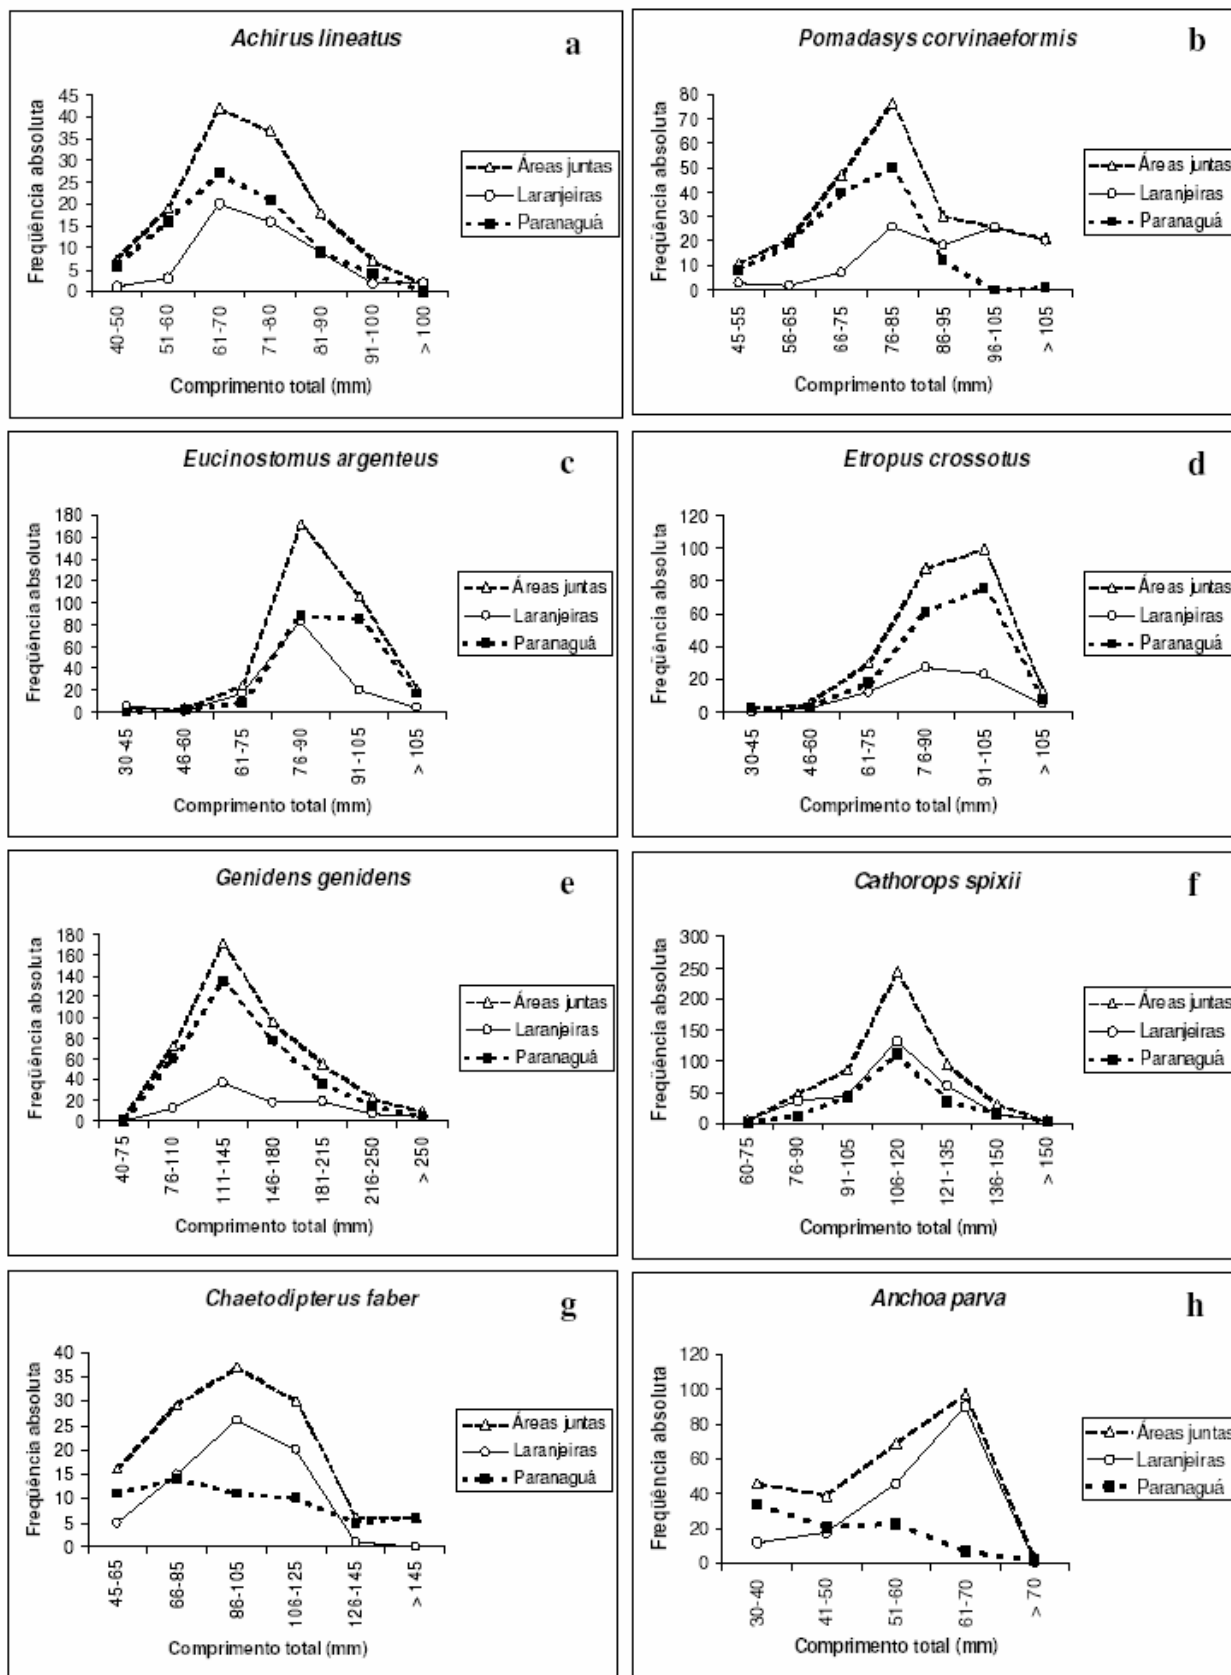 Achirus lineatus a
45
40
35
30
25
20
15
10
5
0
Freqüência absoluta
40-50
51-60
61-70
71-80
81-90
91-100
> 100
Comprimento total (mm)
Áreas juntas
Laranjeiras
Paranaguá
Pomadasys corvinaeformis b
80
70
60
50
40
30
20
10
0
Freqüência absoluta
45-55
56-65
66-75
76-85
86-95
96-105
> 105
Comprimento total (mm)
Áreas juntas
Laranjeiras
Paranaguá
Eucinostomus argenteus c
180
160
140
120
100
80
60
40
20
0
Freqüência absoluta
30-45
46-60
61-75
76-90
91-105
> 105
Comprimento total (mm)
Áreas juntas
Laranjeiras
Paranaguá
Etropus crossotus d
120
100
80
60
40
20
0
Freqüência absoluta
30-45
46-60
61-75
76-90
91-105
> 105
Comprimento total (mm)
Áreas juntas
Laranjeiras
Paranaguá
Genidens genidens e
180
160
140
120
100
80
60
40
20
0
Freqüência absoluta
40-75
76-110
111-145
146-180
181-215
216-250
> 250
Comprimento total (mm)
Áreas juntas
Laranjeiras
Paranaguá
Cathorops spixii f
300
250
200
150
100
50
0
Freqüência absoluta
60-75
76-90
91-105
106-120
121-135
136-150
> 150
Comprimento total (mm)
Áreas juntas
Laranjeiras
Paranaguá
Chaetodipterus faber g
40
35
30
25
20
15
10
5
0
Freqüência absoluta
45-65
66-85
86-105
106-125
126-145
> 145
Comprimento total (mm)
Áreas juntas
Laranjeiras
Paranaguá
Anchoa parva h
120
100
80
60
40
20
0
Freqüência absoluta
30-40
41-50
51-60
61-70
> 70
Comprimento total (mm)
Áreas juntas
Laranjeiras
Paranaguá